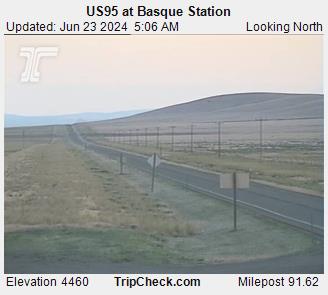 US95 at Basque Station
Updated: Jun 23 2024 5:06 AM Looking North
Elevation 4460 TripCheck.com Milepost 91.62